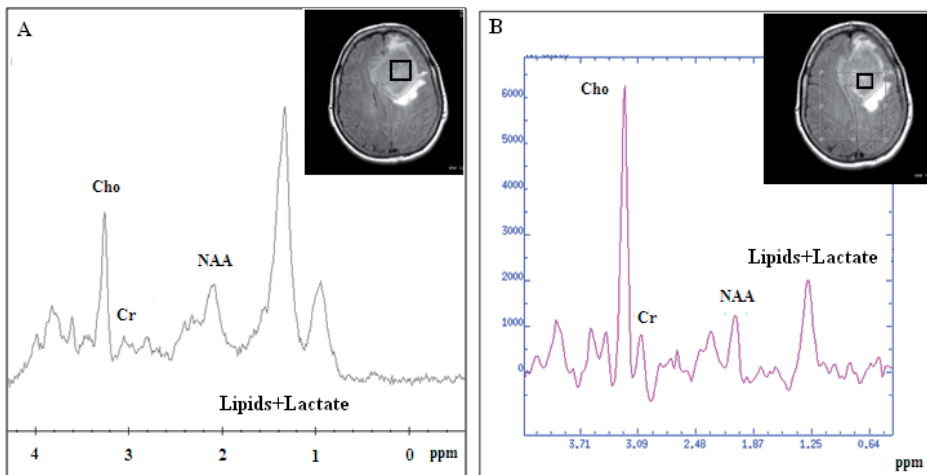 A
Cho
NAA
Cr
Lipids+Lactate
4 3 2 1 0 ppm
B
6000
5000
4000
3000
2000
1000
0
Cho
Cr
NAA
Lipids+Lactate
3.71 3.09 2.48 1.87 1.25 0.64
ppm